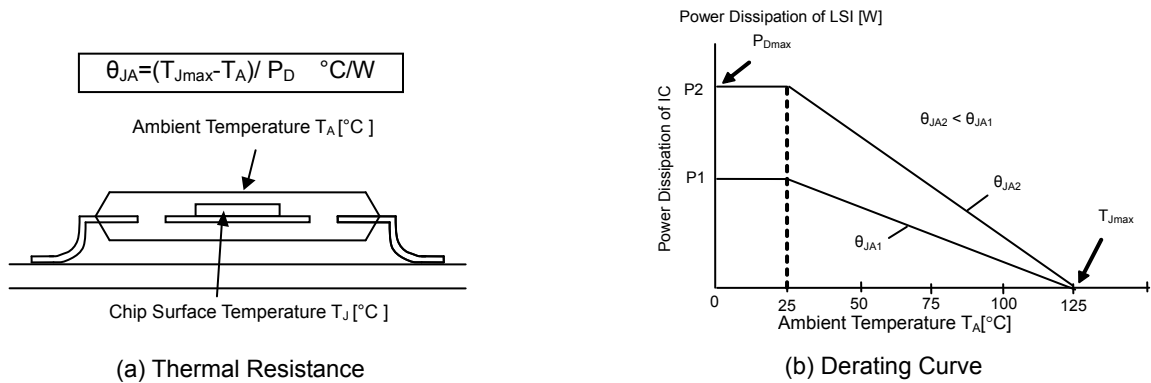 θJA=(TJmax-TA)/ PD °C/W
Ambient Temperature TA [°C ]
Chip Surface Temperature TJ [°C ]
(a) Thermal Resistance
Power Dissipation of LSI [W]
PDmax
P2
θJA2 < θJA1
Power Dissipation of IC
P1
θJA2
TJmax
θJA1
0 25 50 75 100 125
Ambient Temperature TA[°C]
(b) Derating Curve